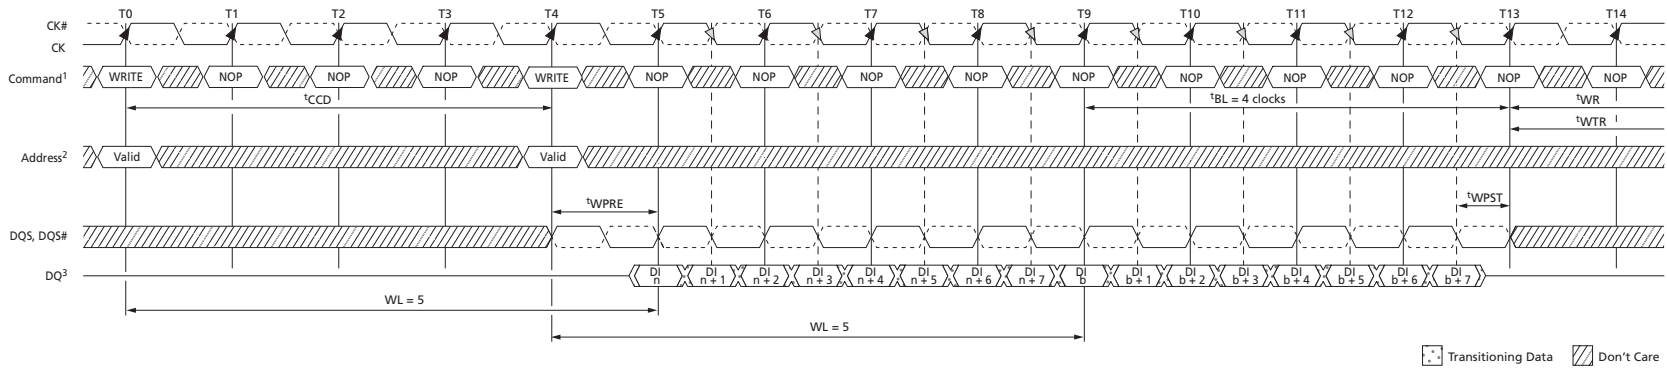 T0 T1 T2 T3 T4 T5 T6 T7 T8 T9 T10 T11 T12 T13 T14
CK#
CK
Command1 WRITE NOP NOP NOP WRITE NOP NOP NOP NOP NOP NOP NOP NOP NOP NOP
tCCD tBL = 4 clocks tWR
tWTR
Address2 Valid Valid
tWPRE tWPST
DQS, DQS#
DQ3 DI n DI n + 1 DI n + 2 DI n + 3 DI n + 4 DI n + 5 DI n + 6 DI n + 7 DI b DI b + 1 DI b + 2 DI b + 3 DI b + 4 DI b + 5 DI b + 6 DI b + 7
WL = 5
WL = 5
Transitioning Data Don't Care